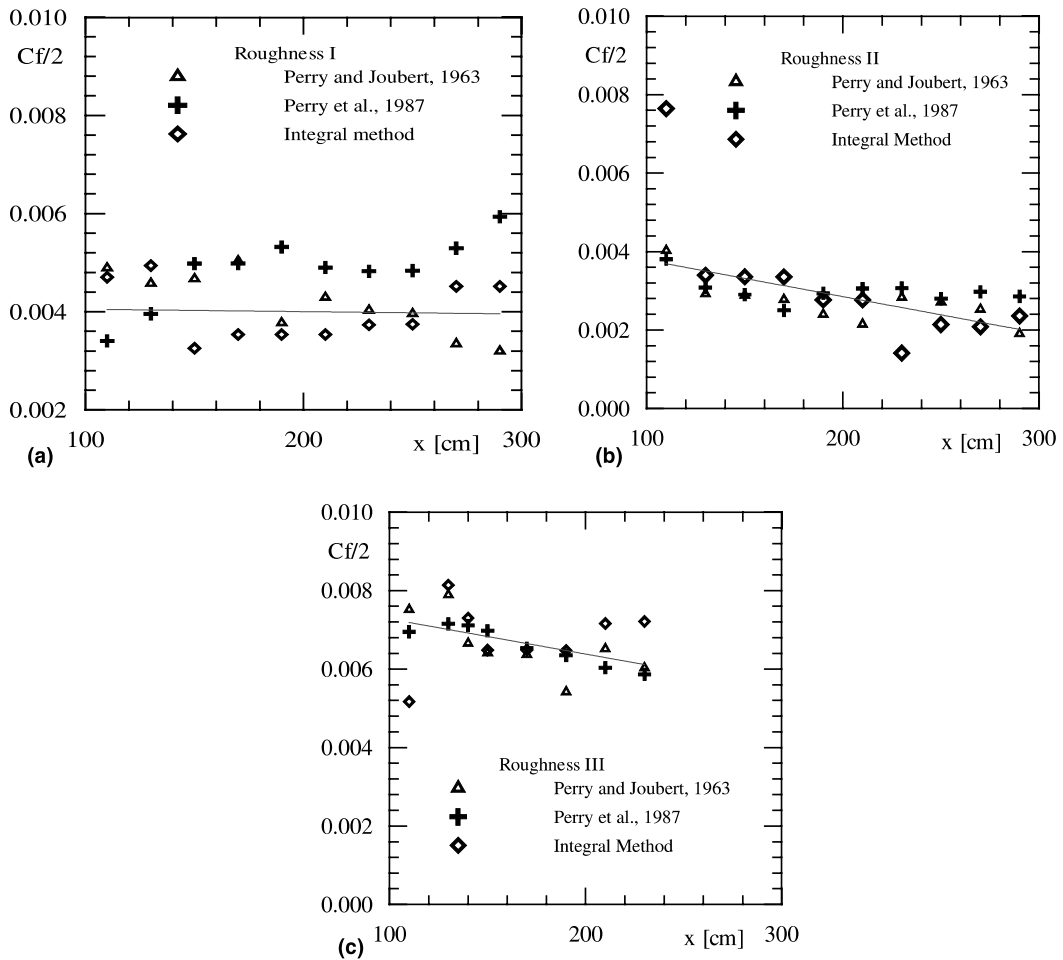 0.010
Cf/2
0.008
0.006
0.004
0.002
100
200
300
x [cm]
(a)
Roughness I
Perry and Joubert, 1963
Perry et al., 1987
Integral method
0.010
Cf/2
0.008
0.006
0.004
0.002
0.000
100
200
300
x [cm]
(b)
Roughness II
Perry and Joubert, 1963
Perry et al., 1987
Integral Method
0.010
Cf/2
0.008
0.006
0.004
0.002
0.000
100
200
300
x [cm]
(c)
Roughness III
Perry and Joubert, 1963
Perry et al., 1987
Integral Method